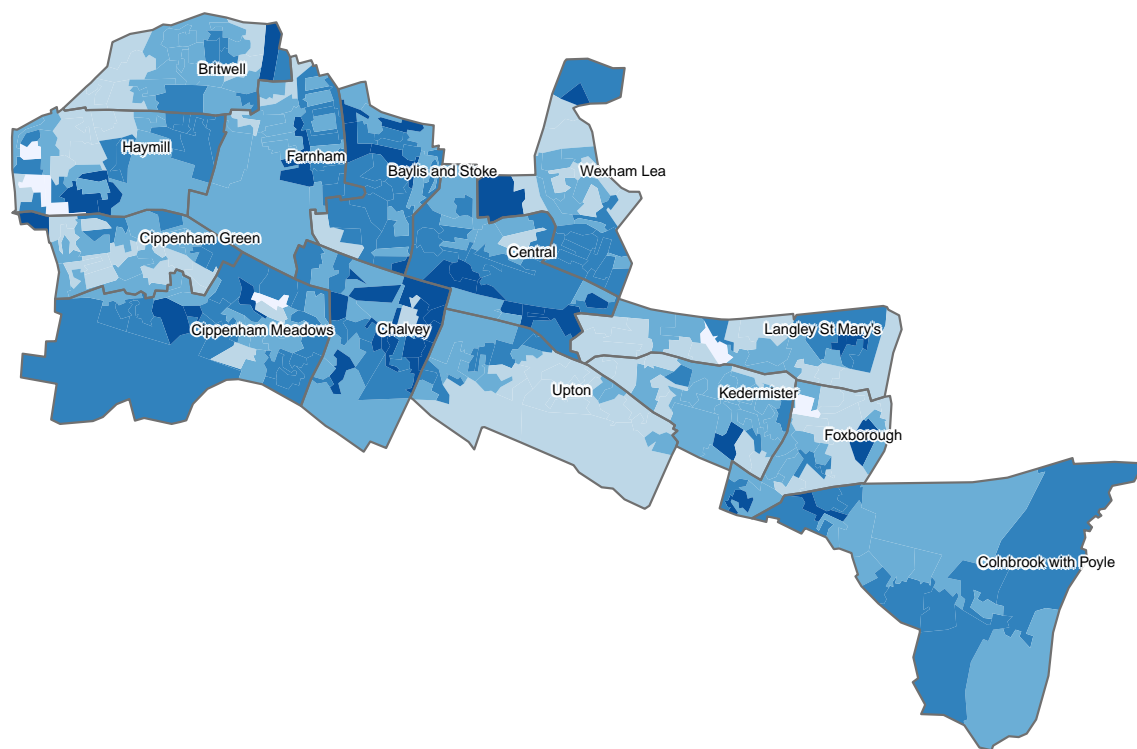 Britwell
Haymill
Farnham
Baylis and Stoke
Wexham Lea
Cippenham Green
Central
Cippenham Meadows
Chalvey
Langley St Mary's
Upton
Kedermister
Foxborough
Colnbrook with Poyle